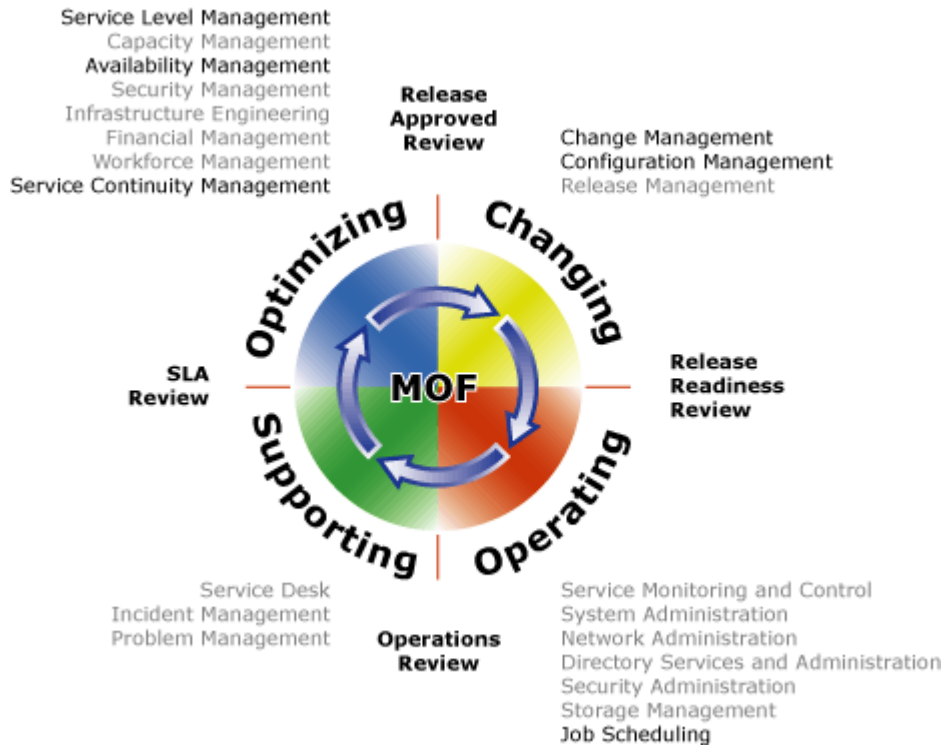 Service Level Management
Capacity Management
Availability Management
Security Management
Infrastructure Engineering
Financial Management
Workforce Management
Service Continuity Management
Release
Approved
Review
Change Management
Configuration Management
Release Management
Optimizing
Changing
SLA
Review
MOF
Release
Readiness
Review
Supporting
Operating
Service Desk
Incident Management
Problem Management
Operations
Review
Service Monitoring and Control
System Administration
Network Administration
Directory Services and Administration
Security Administration
Storage Management
Job Scheduling